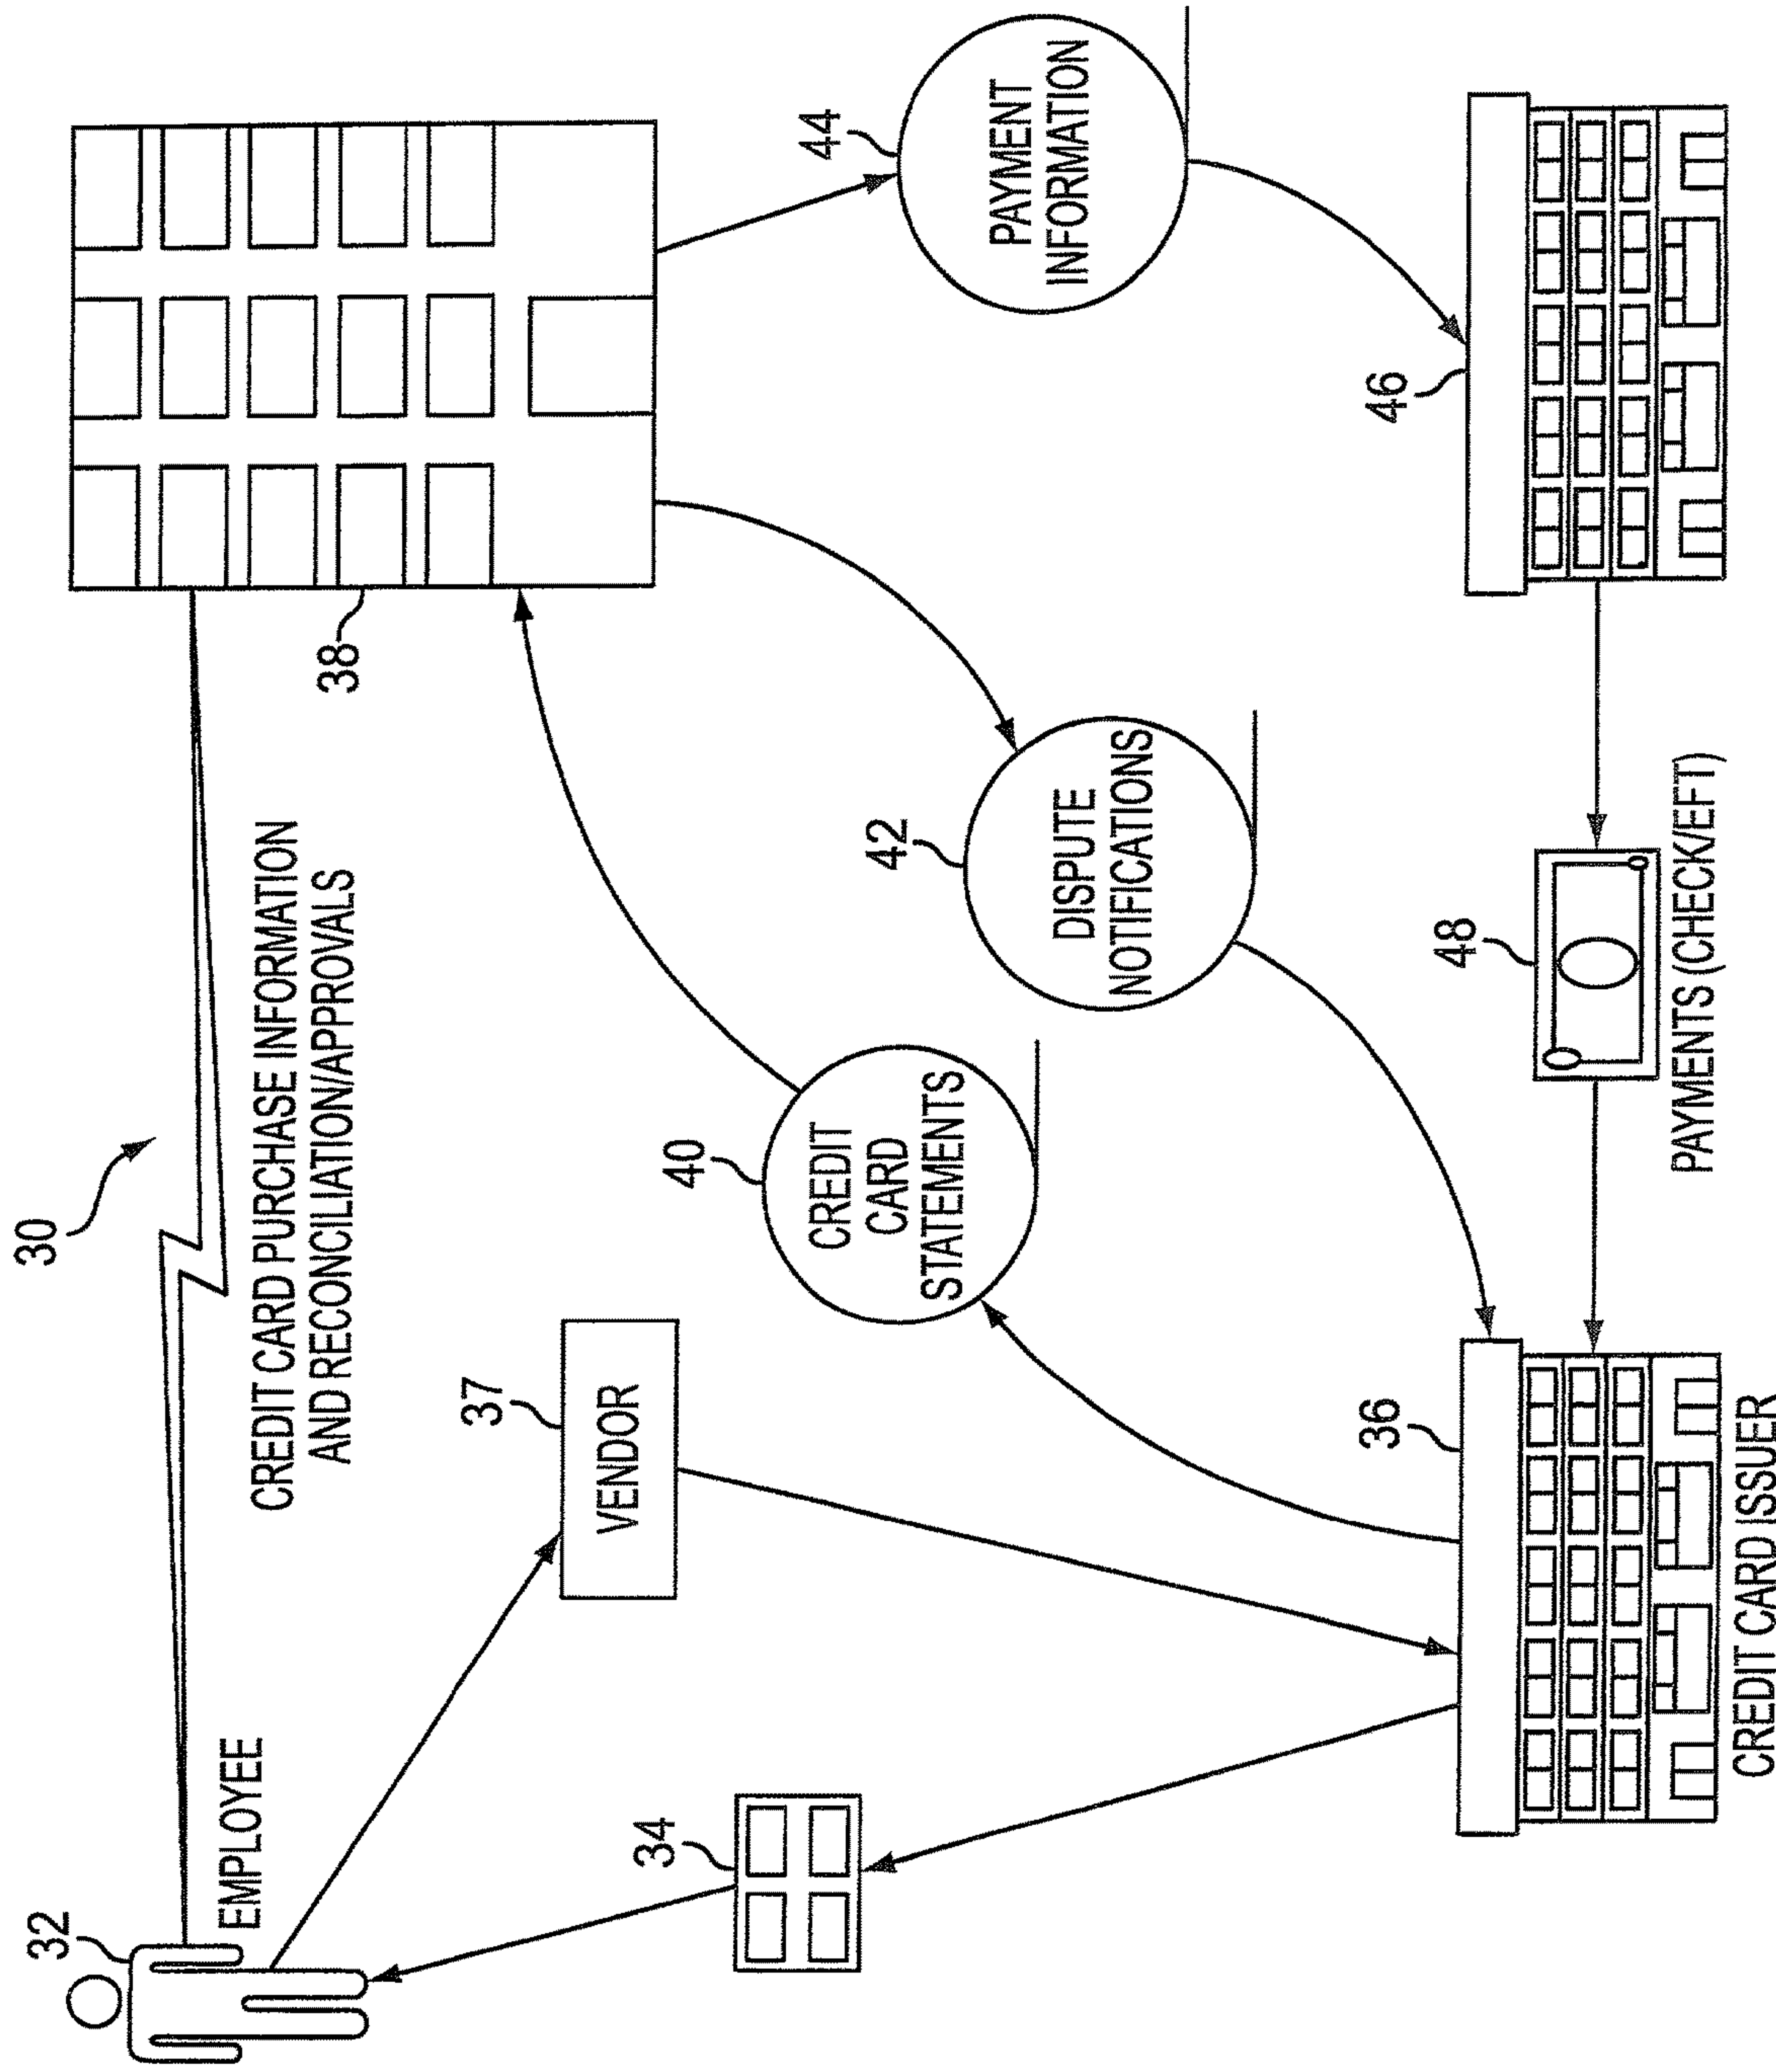 30
32
EMPLOYEE
CREDIT CARD PURCHASE INFORMATION
AND RECONCILIATION/APPROVALS
38
37
VENDOR
34
40
CREDIT
CARD
STATEMENTS
42
DISPUTE
NOTIFICATIONS
44
PAYMENT
INFORMATION
36
CREDIT CARD ISSUER
48
PAYMENTS (CHECK/EFT)
46